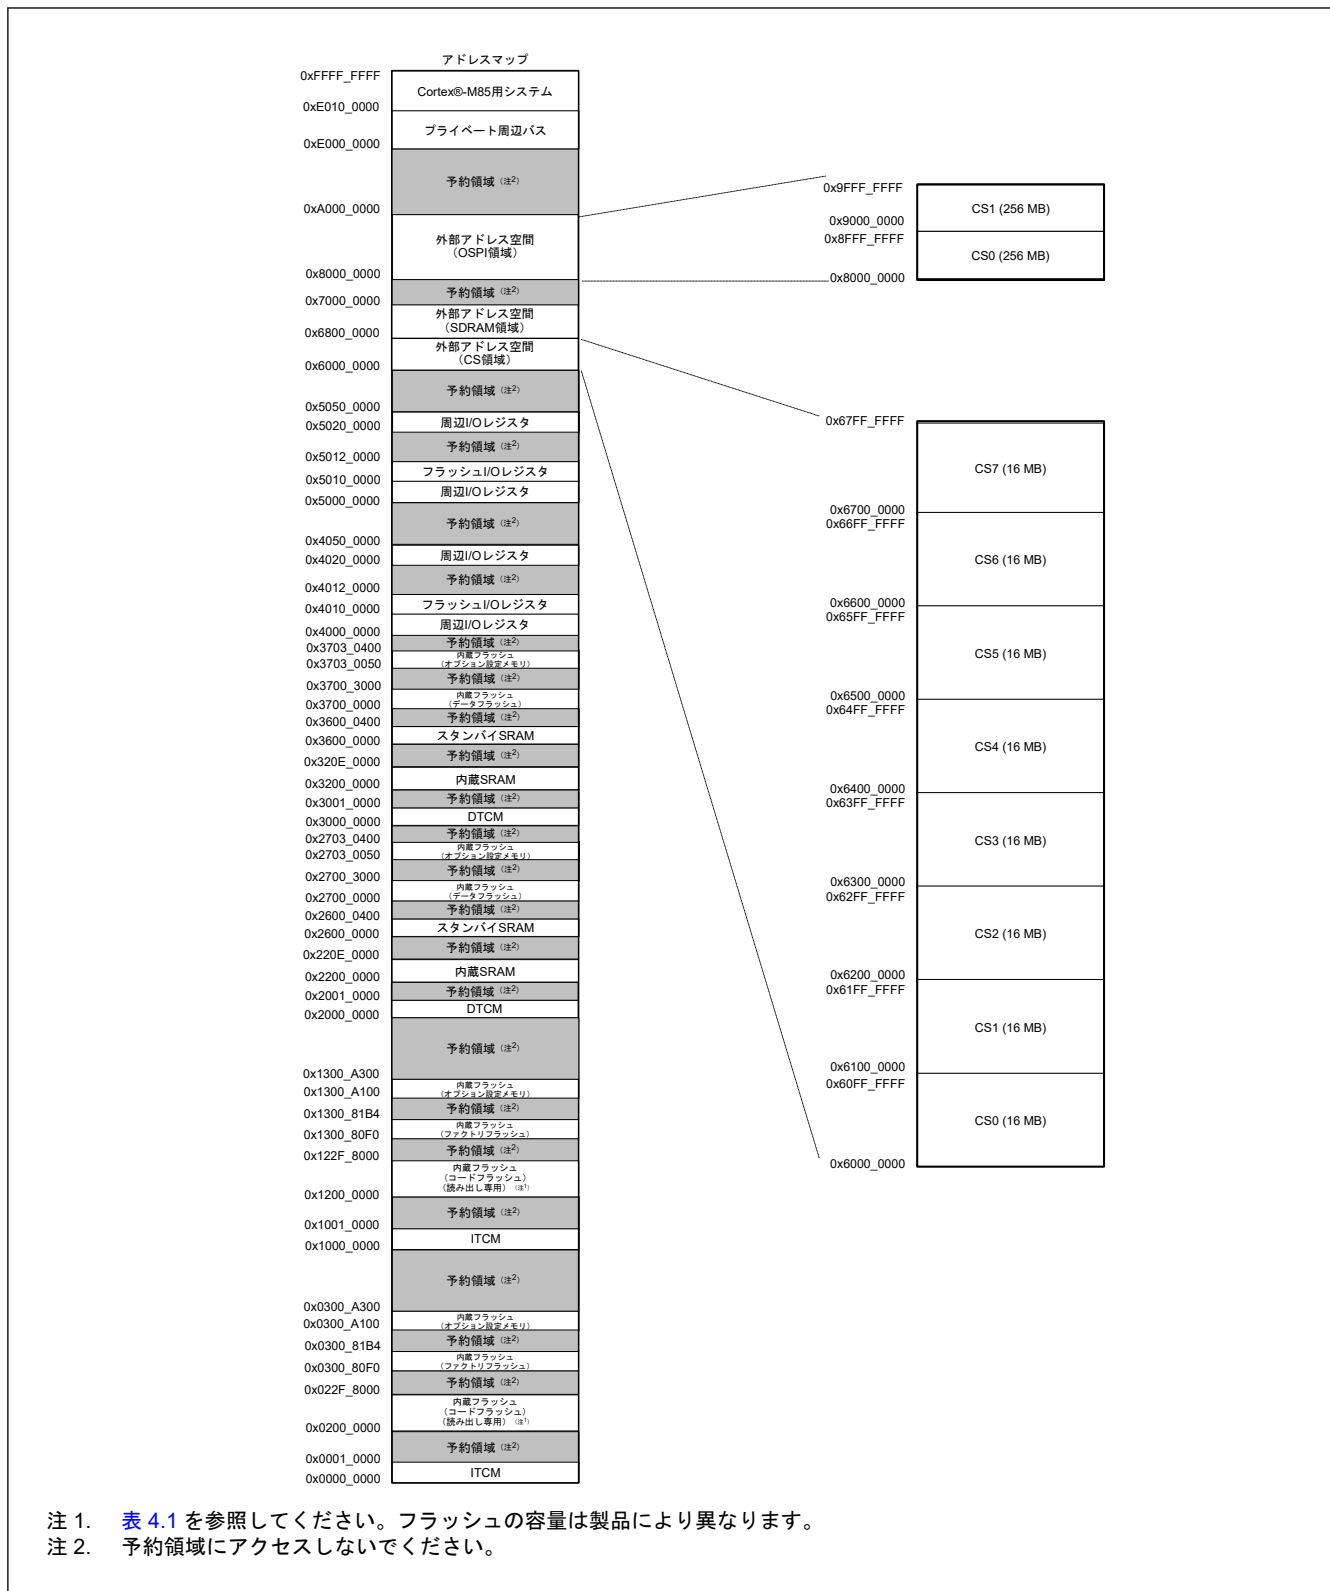 アドレスマップ
0xFFFF_FFFF
Cortex®-M85用システム
0xE010_0000
プライベート周辺バス
0xE000_0000
予約領域（注2）
0xA000_0000
外部アドレス空間
（OSPI領域）
0x8000_0000
予約領域（注2）
0x7000_0000
外部アドレス空間
（SDRAM領域）
0x6800_0000
外部アドレス空間
（CS領域）
0x6000_0000
予約領域（注2）
0x5050_0000
周辺I/Oレジスタ
0x5020_0000
予約領域（注2）
0x5012_0000
フラッシュI/Oレジスタ
0x5010_0000
周辺I/Oレジスタ
0x5000_0000
予約領域（注2）
0x4050_0000
周辺I/Oレジスタ
0x4020_0000
予約領域（注2）
0x4012_0000
フラッシュI/Oレジスタ
0x4010_0000
周辺I/Oレジスタ
0x4000_0000
予約領域（注2）
0x3703_0400
内蔵フラッシュ
（オプション設定メモリ）
0x3703_0050
予約領域（注2）
0x3700_3000
内蔵フラッシュ
（データフラッシュ）
0x3700_0000
予約領域（注2）
0x3600_0400
スタンバイSRAM
0x3600_0000
予約領域（注2）
0x320E_0000
内蔵SRAM
0x3200_0000
予約領域（注2）
0x3001_0000
DTCM
0x3000_0000
予約領域（注2）
0x2703_0400
内蔵フラッシュ
（オプション設定メモリ）
0x2703_0050
予約領域（注2）
0x2700_3000
内蔵フラッシュ
（データフラッシュ）
0x2700_0000
予約領域（注2）
0x2600_0400
スタンバイSRAM
0x2600_0000
予約領域（注2）
0x220E_0000
内蔵SRAM
0x2200_0000
予約領域（注2）
0x2001_0000
DTCM
0x2000_0000
予約領域（注2）
0x1300_A300
内蔵フラッシュ
（オプション設定メモリ）
0x1300_A100
予約領域（注2）
0x1300_81B4
内蔵フラッシュ
（ファクトリフラッシュ）
0x1300_80F0
予約領域（注2）
0x122F_8000
内蔵フラッシュ
（コードフラッシュ）
（読み出し専用）（注1）
0x1200_0000
予約領域（注2）
0x1001_0000
ITCM
0x1000_0000
予約領域（注2）
0x0300_A300
内蔵フラッシュ
（オプション設定メモリ）
0x0300_A100
予約領域（注2）
0x0300_81B4
内蔵フラッシュ
（ファクトリフラッシュ）
0x0300_80F0
予約領域（注2）
0x022F_8000
内蔵フラッシュ
（コードフラッシュ）
（読み出し専用）（注1）
0x0200_0000
予約領域（注2）
0x0001_0000
ITCM
0x0000_0000
0x9FFF_FFFF
CS1 (256 MB)
0x9000_0000
0x8FFF_FFFF
CS0 (256 MB)
0x8000_0000
0x67FF_FFFF
CS7 (16 MB)
0x6700_0000
0x66FF_FFFF
CS6 (16 MB)
0x6600_0000
0x65FF_FFFF
CS5 (16 MB)
0x6500_0000
0x64FF_FFFF
CS4 (16 MB)
0x6400_0000
0x63FF_FFFF
CS3 (16 MB)
0x6300_0000
0x62FF_FFFF
CS2 (16 MB)
0x6200_0000
0x61FF_FFFF
CS1 (16 MB)
0x6100_0000
0x60FF_FFFF
CS0 (16 MB)
0x6000_0000
注 1. 表 4.1 を参照してください。フラッシュの容量は製品により異なります。
注 2. 予約領域にアクセスしないでください。